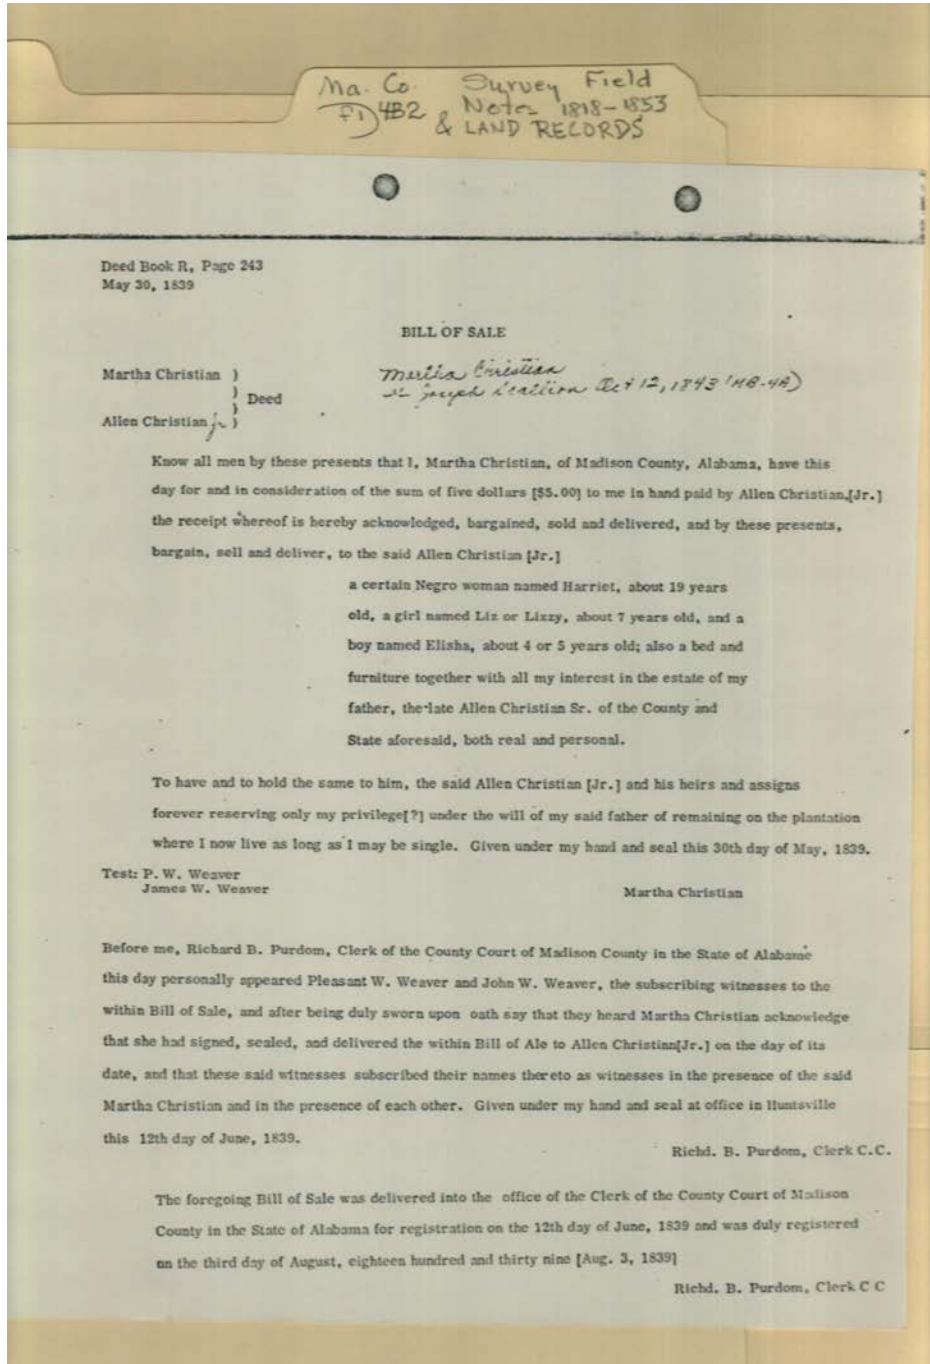 Ma. Co. Survey Field
F1) 4B2 Notes 1818-1853
& LAND RECORDS
Deed Book R, Page 243
May 30, 1839
BILL OF SALE
Martha Christian )
) Deed
)
Allen Christian jr )
Martha Christian
Joseph Oct 12, 1843 (MB-4A)
Know all men by these presents that I, Martha Christian, of Madison County, Alabama, have this
day for and in consideration of the sum of five dollars [$5.00] to me in hand paid by Allen Christian,[Jr.]
the receipt whereof is hereby acknowledged, bargained, sold and delivered, and by these presents,
bargain, sell and deliver, to the said Allen Christian [Jr.]
a certain Negro woman named Harriet, about 19 years
old, a girl named Liz or Lizzy, about 7 years old, and a
boy named Elisha, about 4 or 5 years old; also a bed and
furniture together with all my interest in the estate of my
father, the late Allen Christian Sr. of the County and
State aforesaid, both real and personal.
To have and to hold the same to him, the said Allen Christian [Jr.] and his heirs and assigns
forever reserving only my privilege[?] under the will of my said father of remaining on the plantation
where I now live as long as I may be single. Given under my hand and seal this 30th day of May, 1839.
Test: P. W. Weaver
James W. Weaver
Martha Christian
Before me, Richard B. Purdom, Clerk of the County Court of Madison County in the State of Alabama
this day personally appeared Pleasant W. Weaver and John W. Weaver, the subscribing witnesses to the
within Bill of Sale, and after being duly sworn upon oath say that they heard Martha Christian acknowledge
that she had signed, sealed, and delivered the within Bill of Ale to Allen Christian[Jr.] on the day of its
date, and that these said witnesses subscribed their names thereto as witnesses in the presence of the said
Martha Christian and in the presence of each other. Given under my hand and seal at office in Huntsville
this 12th day of June, 1839.
Richd. B. Purdom, Clerk C.C.
The foregoing Bill of Sale was delivered into the office of the Clerk of the County Court of Madison
County in the State of Alabama for registration on the 12th day of June, 1839 and was duly registered
on the third day of August, eighteen hundred and thirty nine [Aug. 3, 1839]
Richd. B. Purdom, Clerk C C